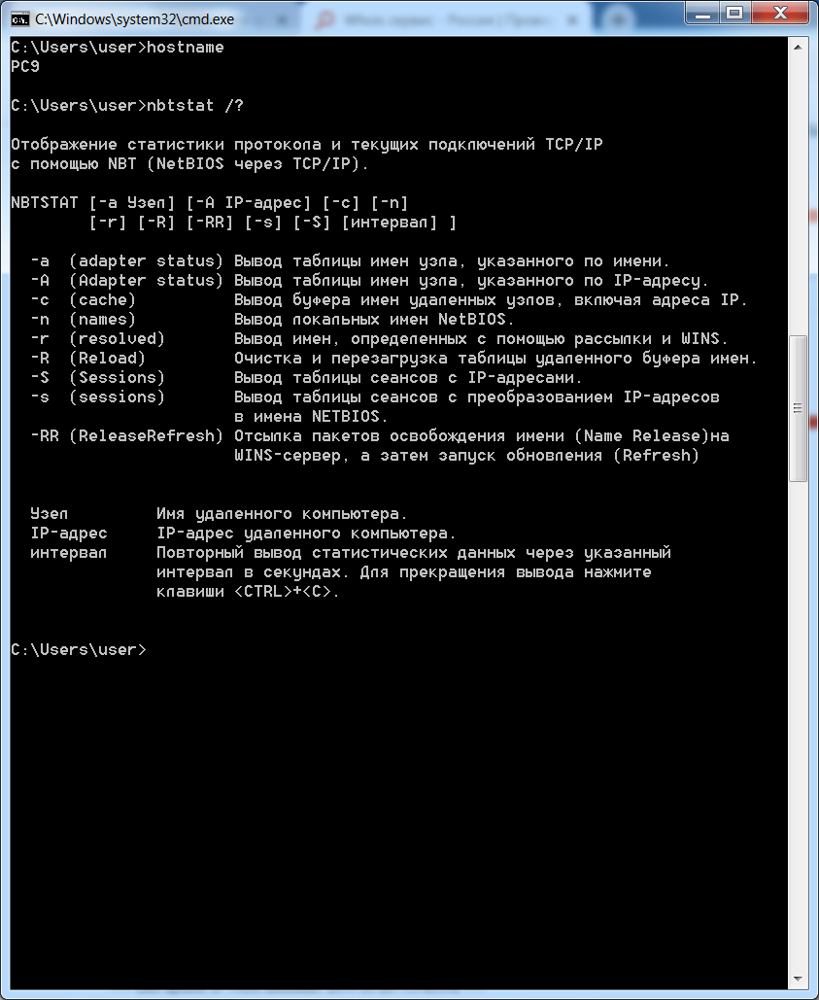 C:\Windows\system32\cmd.exe
Whois сервис - Россия | Пров
C:\Users\user>hostname
PC9
C:\Users\user>nbtstat /?
Отображение статистики протокола и текущих подключений TCP/IP
с помощью NBT (NetBIOS через TCP/IP).
NBTSTAT [-a Узел] [-A IP-адрес] [-c] [-n]
[-r] [-R] [-RR] [-s] [-S] [интервал] ]
-a (adapter status) Вывод таблицы имен узла, указанного по имени.
-A (Adapter status) Вывод таблицы имен узла, указанного по IP-адресу.
-c (cache) Вывод буфера имен удаленных узлов, включая адреса IP.
-n (names) Вывод локальных имен NetBIOS.
-r (resolved) Вывод имен, определенных с помощью рассылки и WINS.
-R (Reload) Очистка и перезагрузка таблицы удаленного буфера имен.
-S (Sessions) Вывод таблицы сеансов с IP-адресами.
-s (sessions) Вывод таблицы сеансов с преобразованием IP-адресов
в имена NETBIOS.
-RR (ReleaseRefresh) Отсылка пакетов освобождения имени (Name Release)на
WINS-сервер, а затем запуск обновления (Refresh)
Узел Имя удаленного компьютера.
IP-адрес IP-адрес удаленного компьютера.
интервал Повторный вывод статистических данных через указанный
интервал в секундах. Для прекращения вывода нажмите
клавиши <CTRL>+<C>.
C:\Users\user>